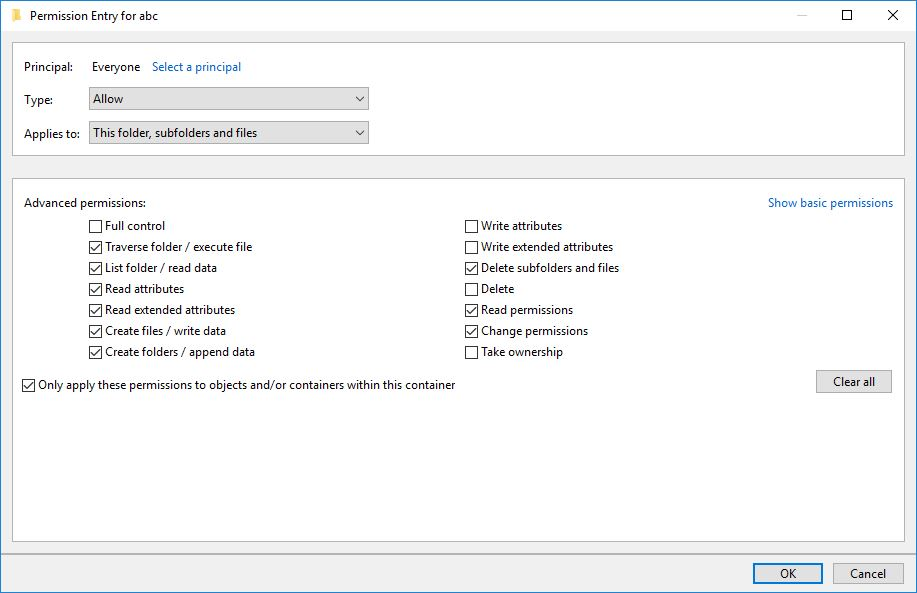 Permission Entry for abc
Principal: Everyone Select a principal
Type: Allow
Applies to: This folder, subfolders and files
Advanced permissions: Show basic permissions
Full control Write attributes
Traverse folder / execute file Write extended attributes
List folder / read data Delete subfolders and files
Read attributes Delete
Read extended attributes Read permissions
Create files / write data Change permissions
Create folders / append data Take ownership
Only apply these permissions to objects and/or containers within this container
Clear all
OK Cancel